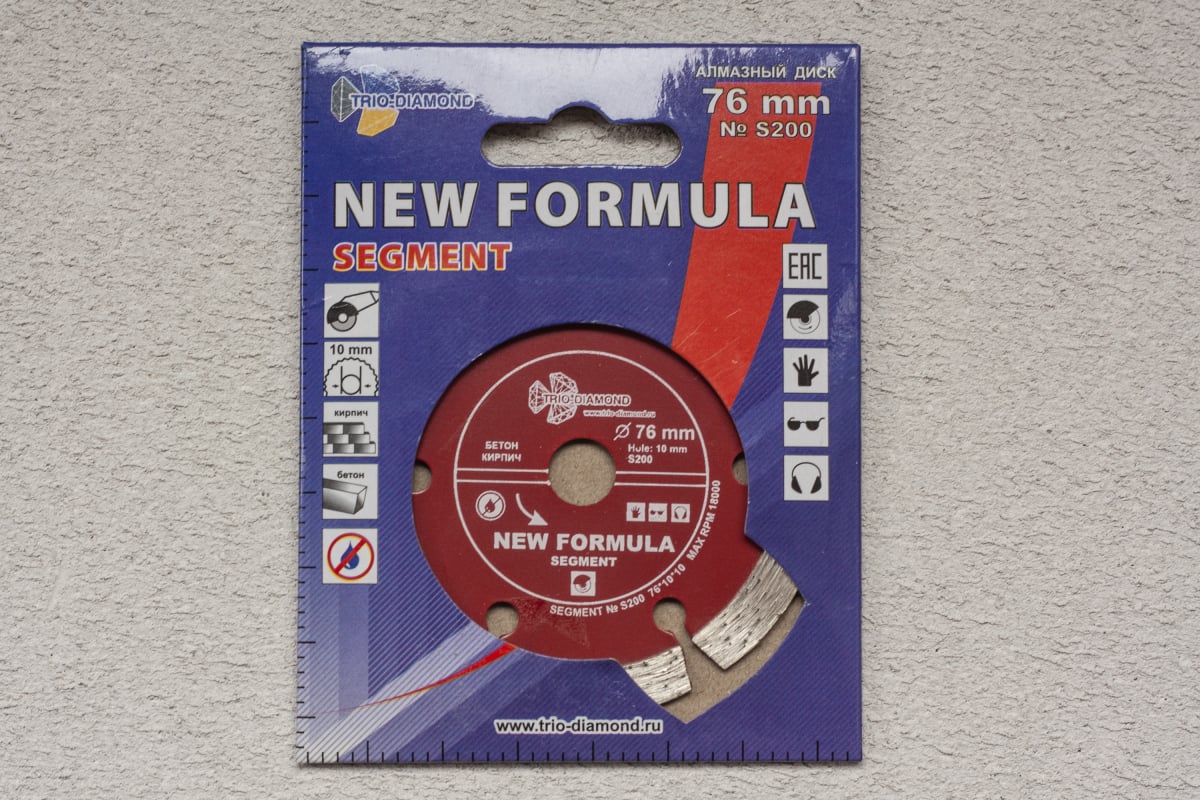 TRIO-DIAMOND
АЛМАЗНЫЙ ДИСК
76 mm
№ S200
NEW FORMULA
SEGMENT
EAC
10 mm
кирпич
бетон
TRIO-DIAMOND
www.trio-diamond.ru
Ø 76 mm
Hole: 10 mm
S200
БЕТОН
КИРПИЧ
NEW FORMULA
SEGMENT
SEGMENT № S200 76*10*10 MAX RPM 18000
www.trio-diamond.ru